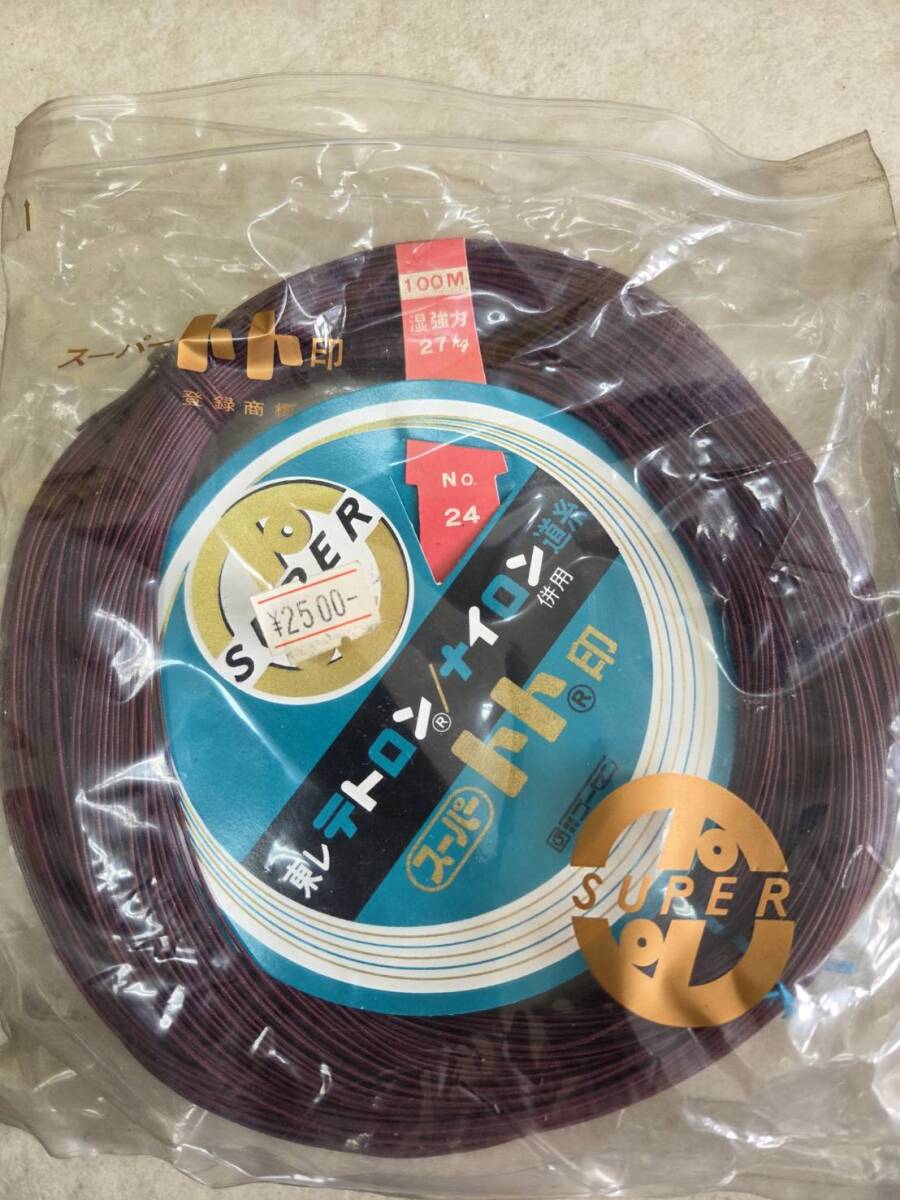 100M
湿強力
27kg
スーパートト印
登録商標
No.
24
SUPER
¥2500-
東レテトロン®/ナイロン道糸
併用
スーパートト®印
SUPER